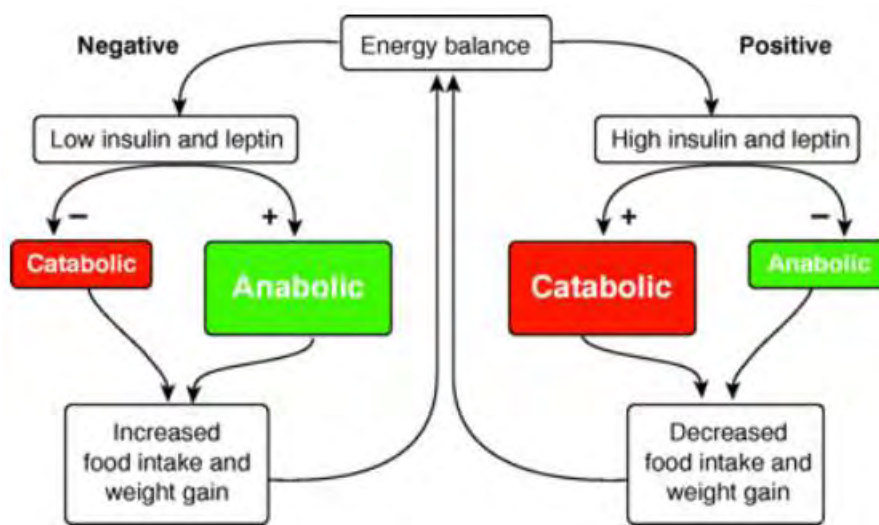 Negative
Energy balance
Positive
Low insulin and leptin
High insulin and leptin
−
+
+
−
Catabolic
Anabolic
Catabolic
Anabolic
Increased
food intake and
weight gain
Decreased
food intake and
weight gain